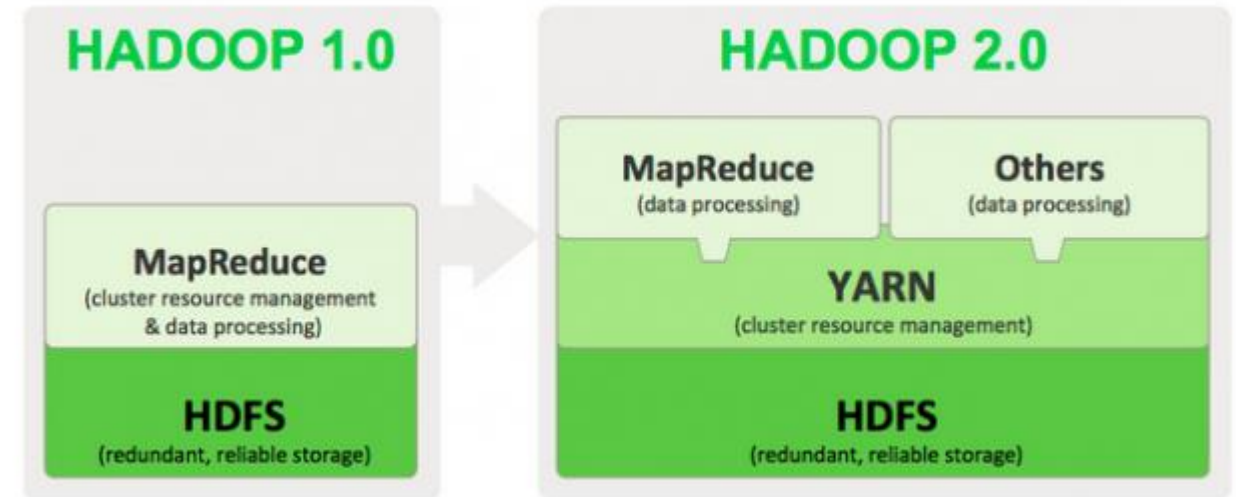 HADOOP 1.0
MapReduce
(cluster resource management
& data processing)
HDFS
(redundant, reliable storage)
HADOOP 2.0
MapReduce
(data processing)
Others
(data processing)
YARN
(cluster resource management)
HDFS
(redundant, reliable storage)